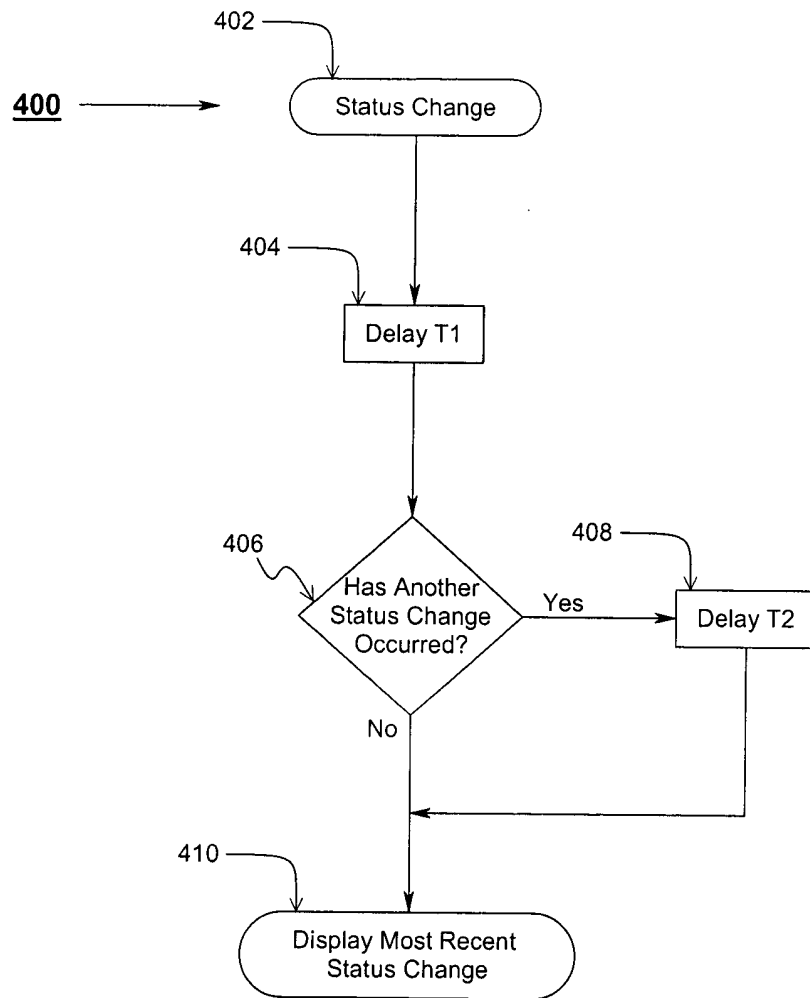 402
400
Status Change
404
Delay T1
406
408
Has Another
Status Change
Occurred?
Yes
Delay T2
No
410
Display Most Recent
Status Change